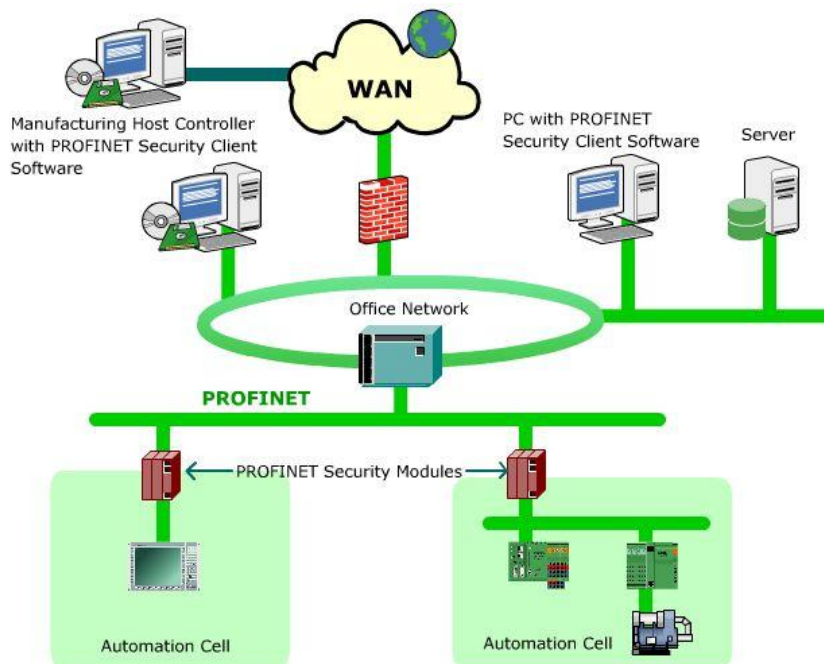 WAN
Manufacturing Host Controller
with PROFINET Security Client
Software
PC with PROFINET
Security Client Software
Server
Office Network
PROFINET
PROFINET Security Modules
Automation Cell
Automation Cell